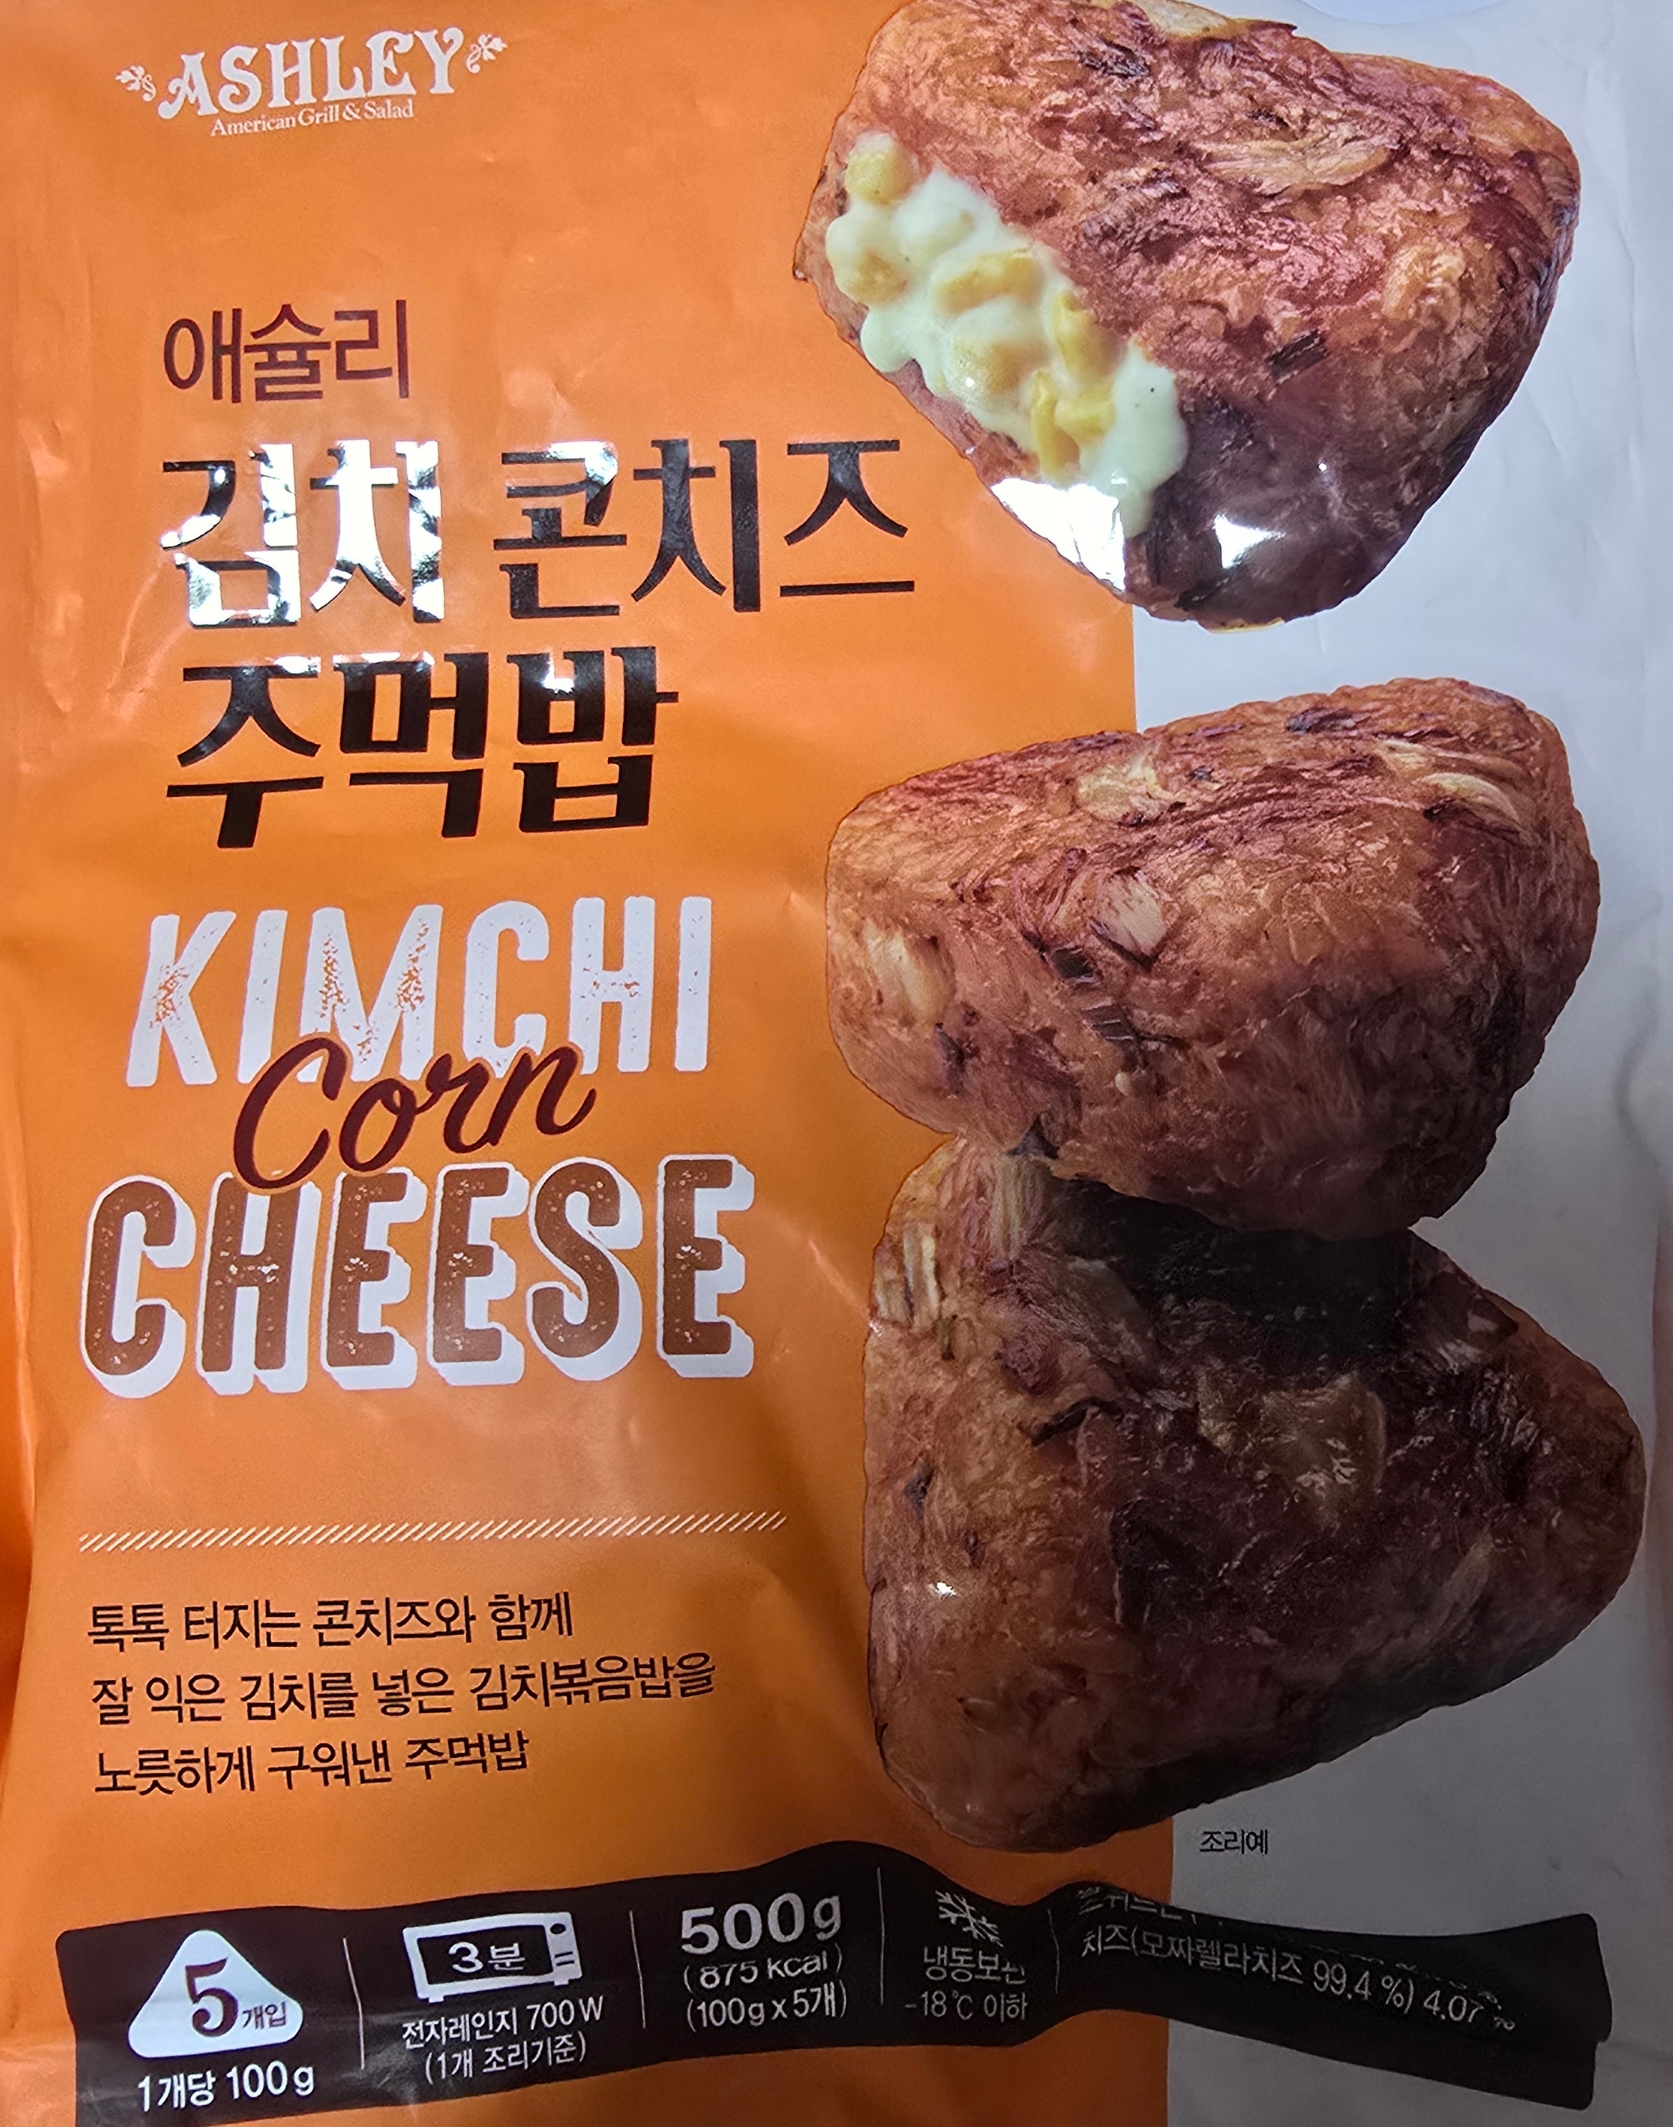 ASHLEY
American Grill & Salad
애슐리
김치 콘치즈
주먹밥
KIMCHI
Corn
CHEESE
톡톡 터지는 콘치즈와 함께
잘 익은 김치를 넣은 김치볶음밥을
노릇하게 구워낸 주먹밥
조리예
5개입
1개당 100g
3분
전자레인지 700W
(1개 조리기준)
500g
(875 kcal)
(100g x 5개)
냉동보관
-18℃ 이하
치즈(모짜렐라치즈 99.4 %) 4.07 %